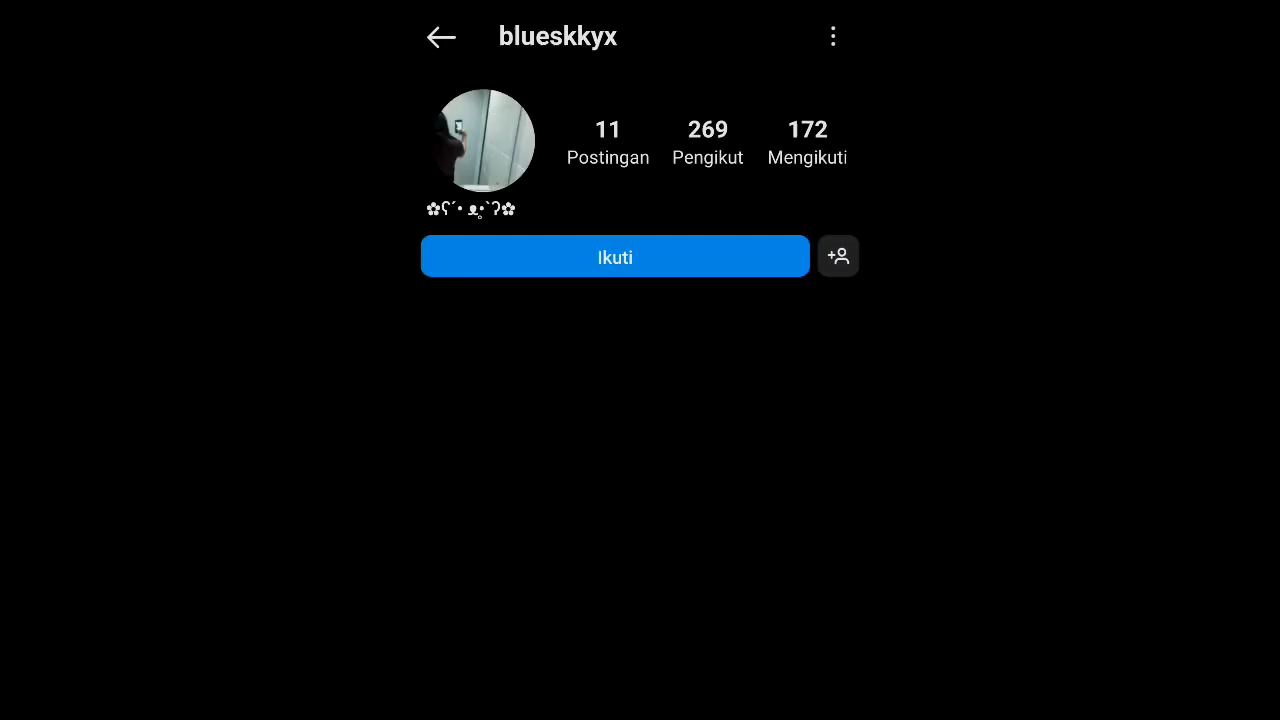 blueskkyx
11 269 172
Postingan Pengikut Mengikuti
✿ʕ´• ᴥ•̥`ʔ✿
Ikuti